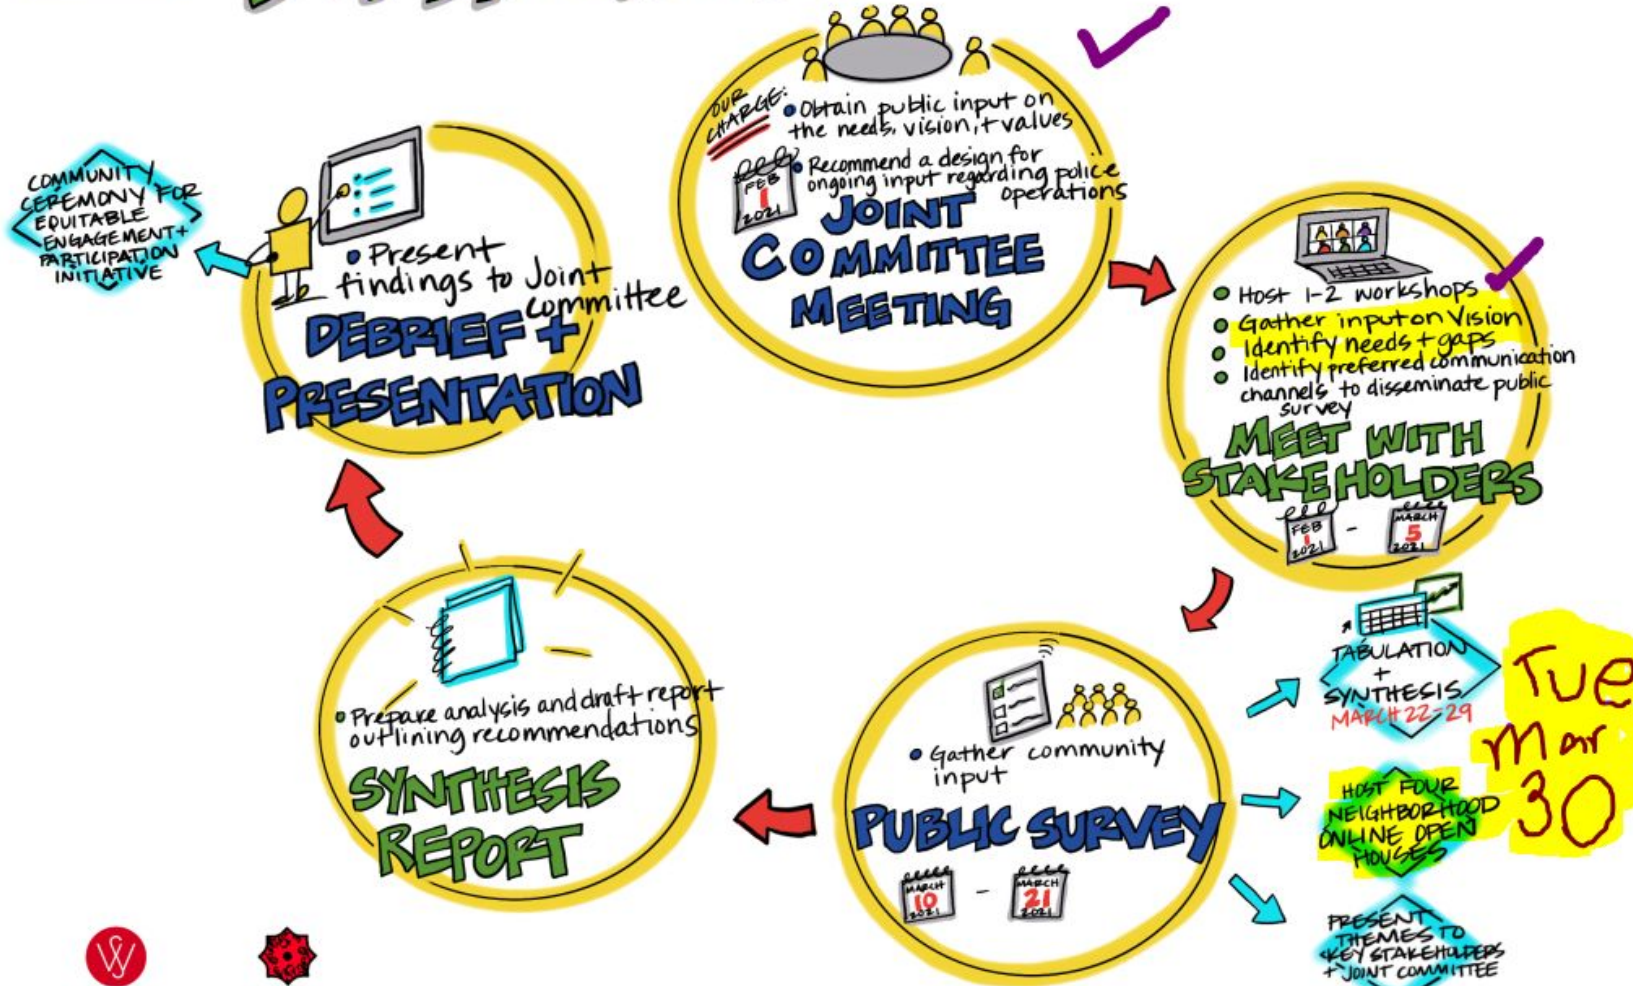 OUR
CHARGE:
Obtain public input on
the needs, vision, + values
Recommend a design for
ongoing input regarding police
operations
FEB
1
2021
JOINT
COMMITTEE
MEETING
Host 1-2 workshops
Gather input on Vision
Identify needs + gaps
Identify preferred communication
channels to disseminate public
survey
MEET WITH
STAKEHOLDERS
FEB
1
2021
-
MARCH
5
2021
TABULATION
+
SYNTHESIS
MARCH 22-29
Tue
Mar
30
HOST FOUR
NEIGHBORHOOD
ONLINE OPEN
HOUSES
PRESENT
THEMES TO
KEY STAKEHOLDERS
+ JOINT COMMITTEE
Gather community
input
PUBLIC SURVEY
MARCH
10
2021
-
MARCH
21
2021
Prepare analysis and draft report
outlining recommendations
SYNTHESIS
REPORT
Present
findings to Joint
committee
DEBRIEF +
PRESENTATION
COMMUNITY
CEREMONY FOR
EQUITABLE
ENGAGEMENT +
PARTICIPATION
INITIATIVE